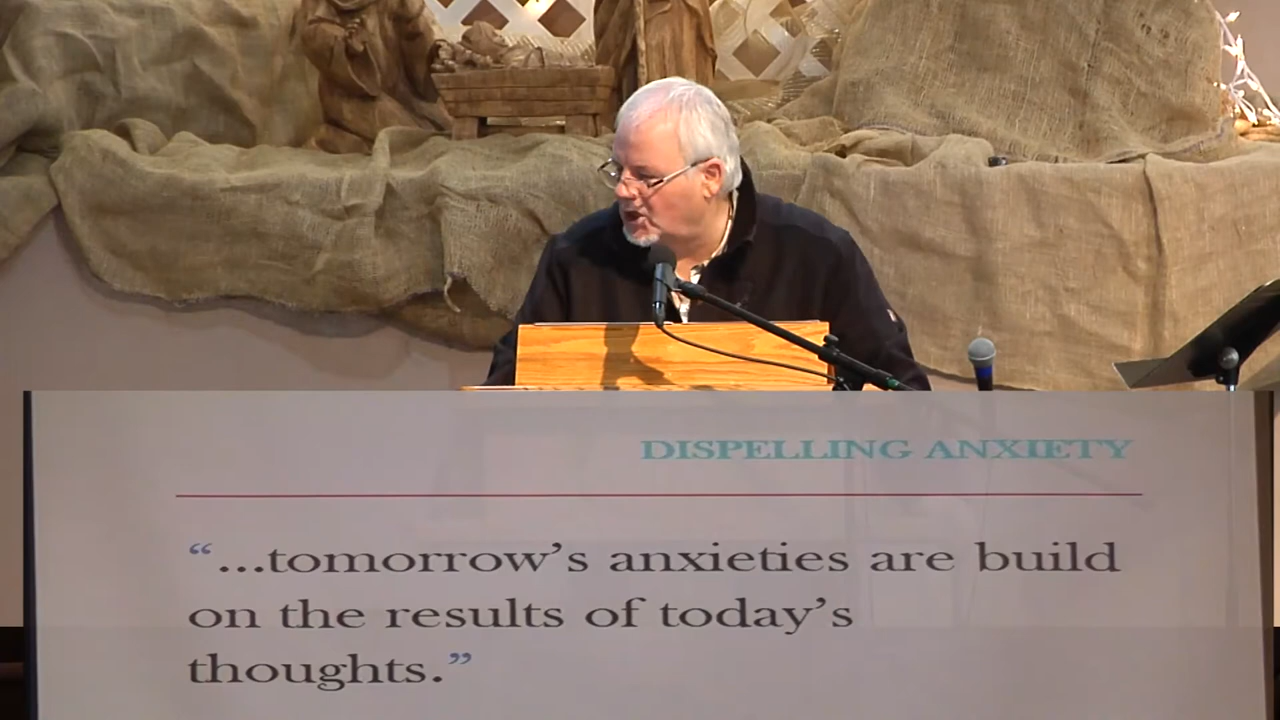 DISPELLING ANXIETY
“...tomorrow’s anxieties are build
on the results of today’s
thoughts.”